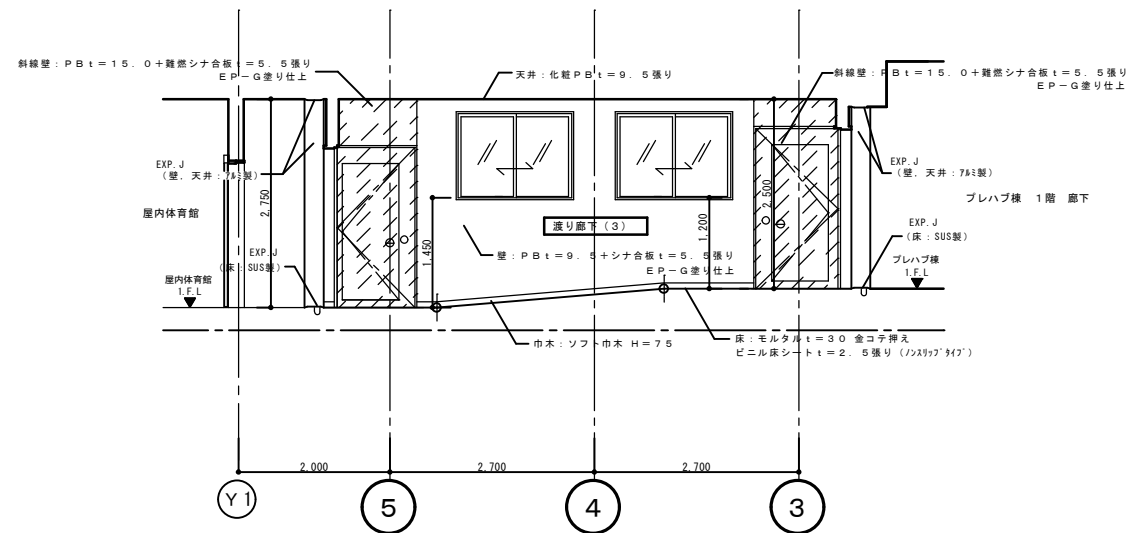 斜線壁：PBt＝15．0＋難燃シナ合板t＝5．5張り
EP－G塗り仕上
天井：化粧PBt＝9．5張り
斜線壁：PBt＝15．0＋難燃シナ合板t＝5．5張り
EP－G塗り仕上
EXP.J
（壁，天井：ｱﾙﾐ製）
2,750
屋内体育館
EXP.J
（床：SUS製）
屋内体育館
1.F.L
1,450
渡り廊下（3）
壁：PBt＝9．5＋シナ合板t＝5．5張り
EP－G塗り仕上
1,200
2,500
EXP.J
（壁，天井：ｱﾙﾐ製）
プレハブ棟 1階 廊下
EXP.J
（床：SUS製）
プレハブ棟
1.F.L
巾木：ソフト巾木 H＝75
床：モルタルt＝30 金コテ押え
ビニル床シートt＝2．5張り（ﾉﾝｽﾘｯﾌﾟﾀｲﾌﾟ）
2,000
2,700
2,700
Y1
5
4
3